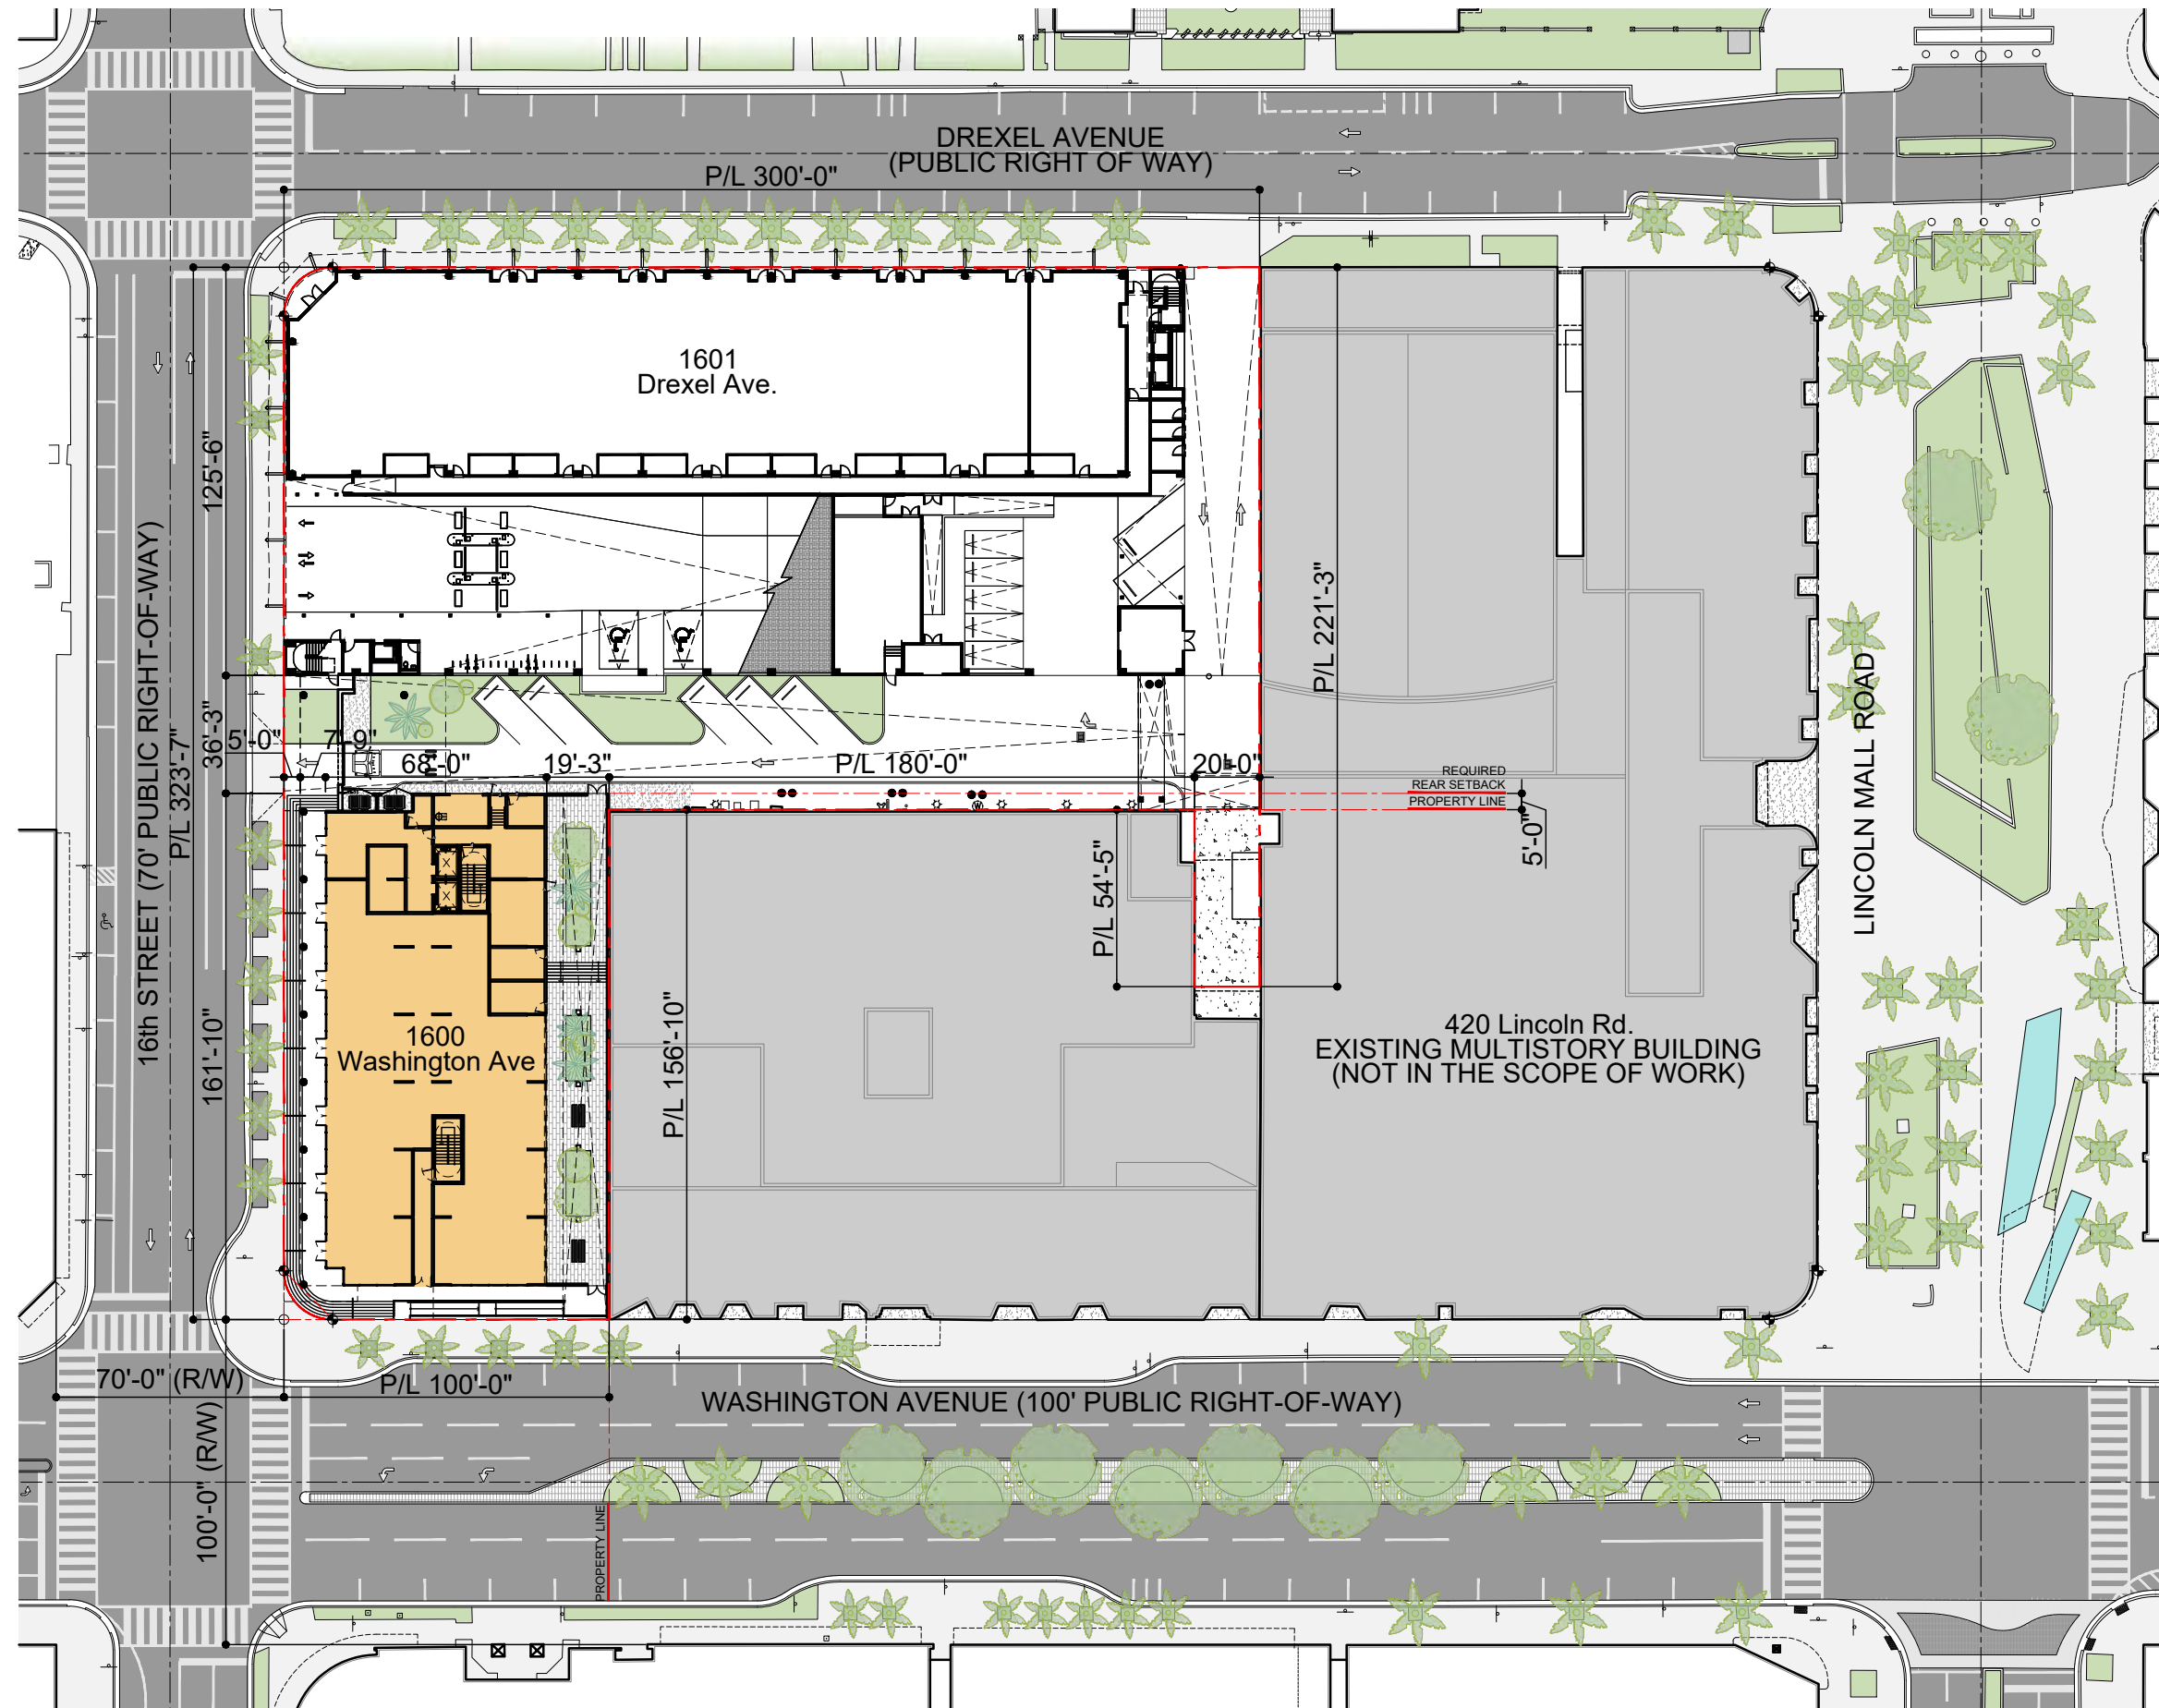 DREXEL AVENUE
(PUBLIC RIGHT OF WAY)
P/L 300'-0"
1601
Drexel Ave.
125'-6"
16th STREET (70' PUBLIC RIGHT-OF-WAY)
P/L 323'-7"
36'-3"
5'-0"
7'-9"
68'-0"
19'-3"
P/L 180'-0"
20'-0"
P/L 221'-3"
REQUIRED
REAR SETBACK
PROPERTY LINE
5'-0"
LINCOLN MALL ROAD
P/L 54'-5"
161'-10"
1600
Washington Ave
P/L 156'-10"
420 Lincoln Rd.
EXISTING MULTISTORY BUILDING
(NOT IN THE SCOPE OF WORK)
70'-0" (R/W)
P/L 100'-0"
WASHINGTON AVENUE (100' PUBLIC RIGHT-OF-WAY)
100'-0" (R/W)
PROPERTY LINE